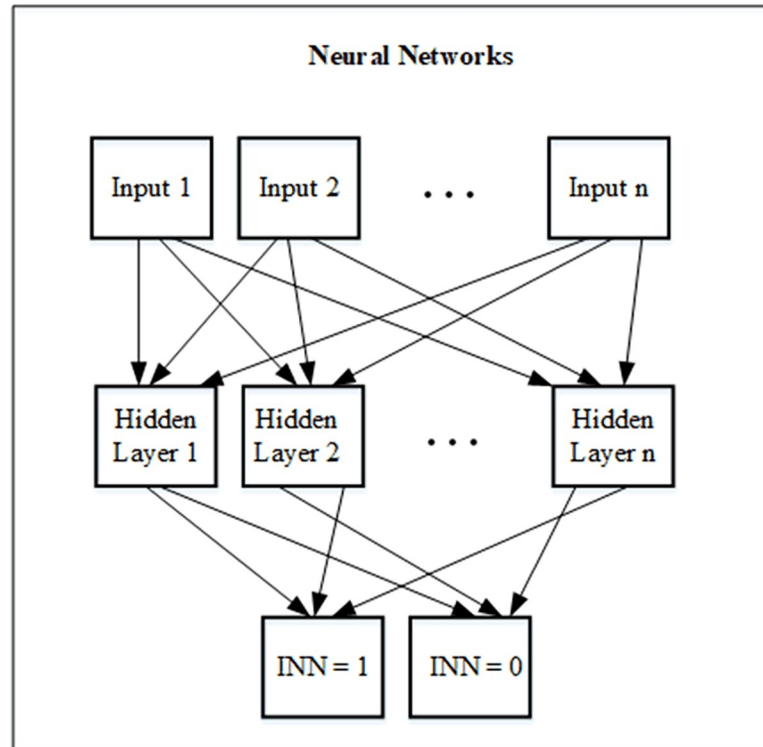 Neural Networks
Input 1
Input 2
. . .
Input n
Hidden
Layer 1
Hidden
Layer 2
. . .
Hidden
Layer n
INN = 1
INN = 0